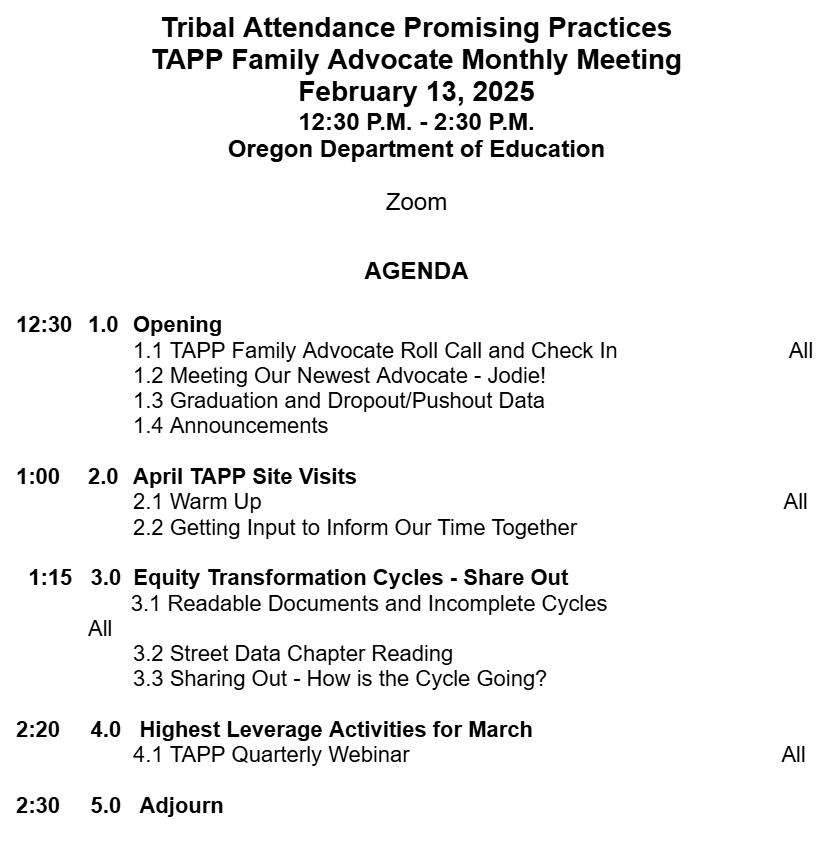 Tribal Attendance Promising Practices
TAPP Family Advocate Monthly Meeting
February 13, 2025
12:30 P.M. - 2:30 P.M.
Oregon Department of Education
Zoom
AGENDA
12:30 1.0 Opening
1.1 TAPP Family Advocate Roll Call and Check In All
1.2 Meeting Our Newest Advocate - Jodie!
1.3 Graduation and Dropout/Pushout Data
1.4 Announcements
1:00 2.0 April TAPP Site Visits
2.1 Warm Up All
2.2 Getting Input to Inform Our Time Together
1:15 3.0 Equity Transformation Cycles - Share Out
3.1 Readable Documents and Incomplete Cycles
All
3.2 Street Data Chapter Reading
3.3 Sharing Out - How is the Cycle Going?
2:20 4.0 Highest Leverage Activities for March
4.1 TAPP Quarterly Webinar All
2:30 5.0 Adjourn